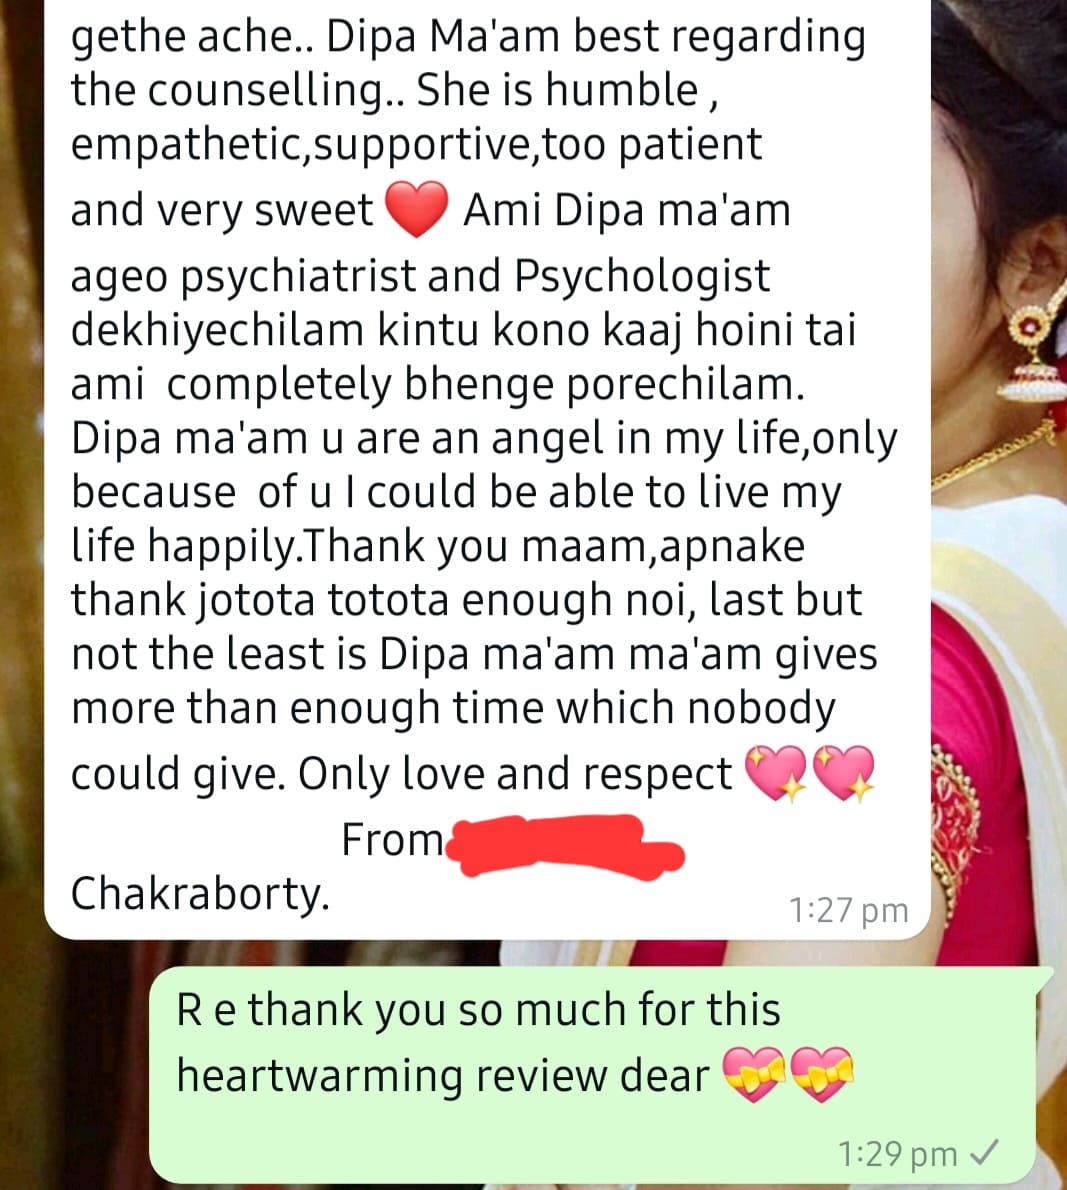 gethe ache.. Dipa Ma'am best regarding
the counselling.. She is humble ,
empathetic,supportive,too patient
and very sweet ❤️ Ami Dipa ma'am
ageo psychiatrist and Psychologist
dekhiyechilam kintu kono kaaj hoini tai
ami  completely bhenge porechilam.
Dipa ma'am u are an angel in my life,only
because  of u I could be able to live my
life happily.Thank you maam,apnake
thank jotota totota enough noi, last but
not the least is Dipa ma'am ma'am gives
more than enough time which nobody
could give. Only love and respect 💖💖
From
Chakraborty.
1:27 pm
R e thank you so much for this
heartwarming review dear 💝💝
1:29 pm ✓